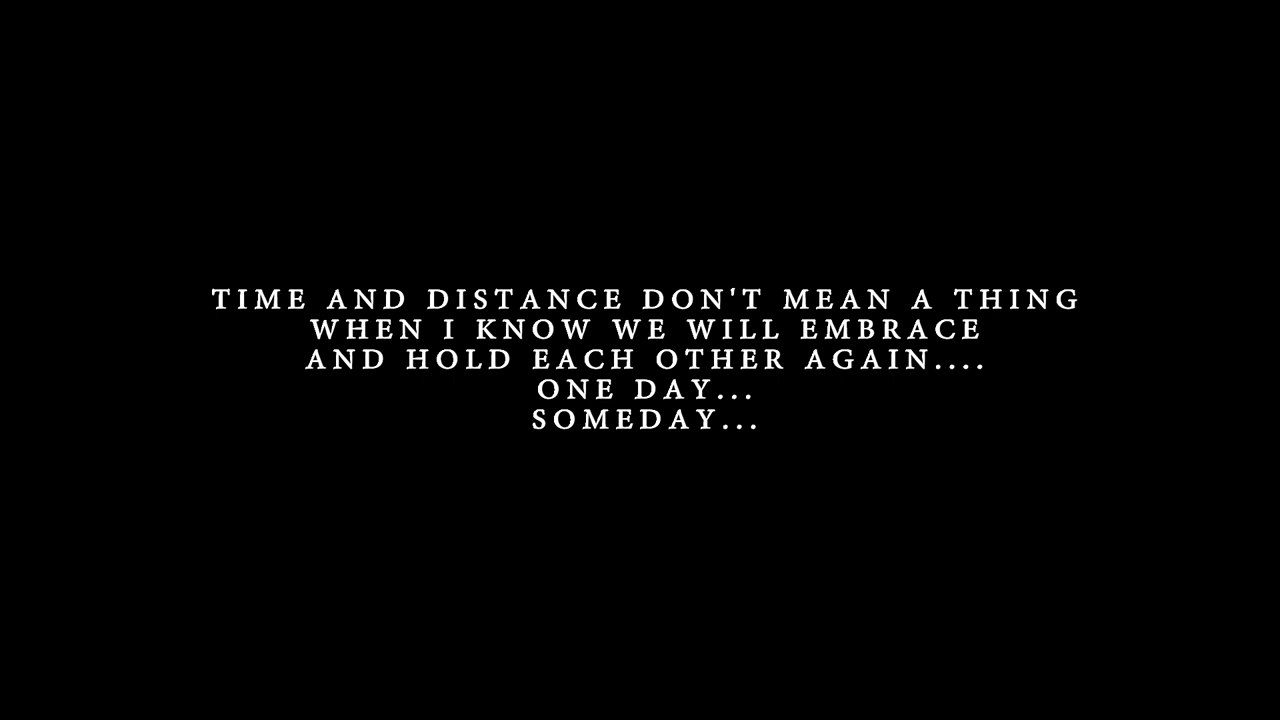 TIME AND DISTANCE DON'T MEAN A THING
WHEN I KNOW WE WILL EMBRACE
AND HOLD EACH OTHER AGAIN....
ONE DAY...
SOMEDAY...